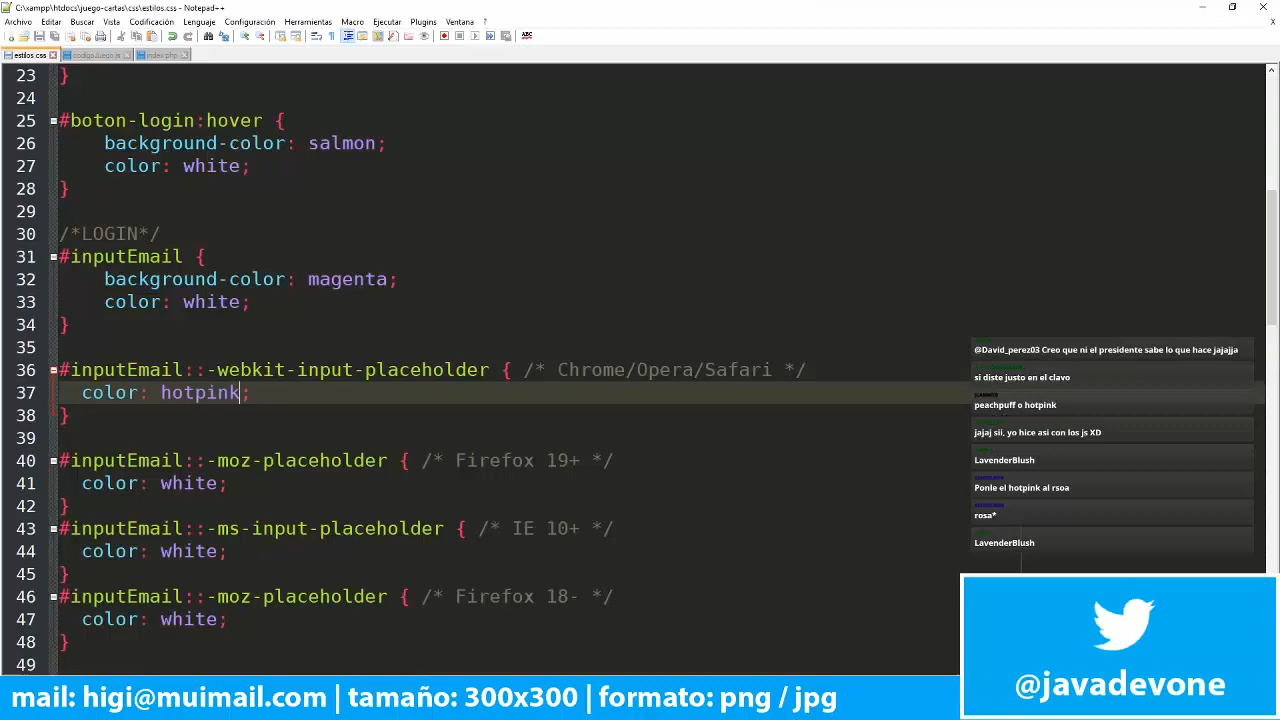 C:\xampp\htdocs\juego-cartas\css\estilos.css - Notepad++
Archivo Editar Buscar Vista Codificación Lenguaje Configuración Herramientas Macro Ejecutar Plugins Ventana ?
estilos.css index.php
23 }
24
25 #boton-login:hover {
26 background-color: salmon;
27 color: white;
28 }
29
30 /*LOGIN*/
31 #inputEmail {
32 background-color: magenta;
33 color: white;
34 }
35
36 #inputEmail::-webkit-input-placeholder { /* Chrome/Opera/Safari */
37 color: hotpink;
38 }
39
40 #inputEmail::-moz-placeholder { /* Firefox 19+ */
41 color: white;
42 }
43 #inputEmail::-ms-input-placeholder { /* IE 10+ */
44 color: white;
45 }
46 #inputEmail::-moz-placeholder { /* Firefox 18- */
47 color: white;
48 }
49
@David_perez03 Creo que ni el presidente sabe lo que hace jajajja
si diste justo en el clavo
peachpuff o hotpink
jajaj sii, yo hice asi con los js XD
LavenderBlush
Ponle el hotpink al rsoa
rosa*
LavenderBlush
@javadevone
mail: higi@muimail.com | tamaño: 300x300 | formato: png / jpg